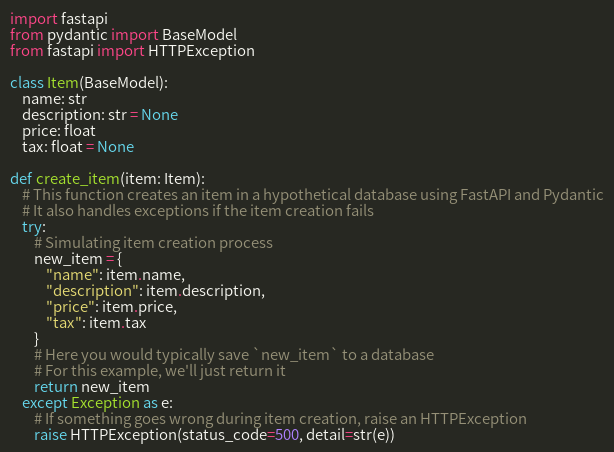 import fastapi
from pydantic import BaseModel
from fastapi import HTTPException

class Item(BaseModel):
    name: str
    description: str = None
    price: float
    tax: float = None

def create_item(item: Item):
    # This function creates an item in a hypothetical database using FastAPI and Pydantic
    # It also handles exceptions if the item creation fails
    try:
        # Simulating item creation process
        new_item = {
            "name": item.name,
            "description": item.description,
            "price": item.price,
            "tax": item.tax
        }
        # Here you would typically save `new_item` to a database
        # For this example, we'll just return it
        return new_item
    except Exception as e:
        # If something goes wrong during item creation, raise an HTTPException
        raise HTTPException(status_code=500, detail=str(e))